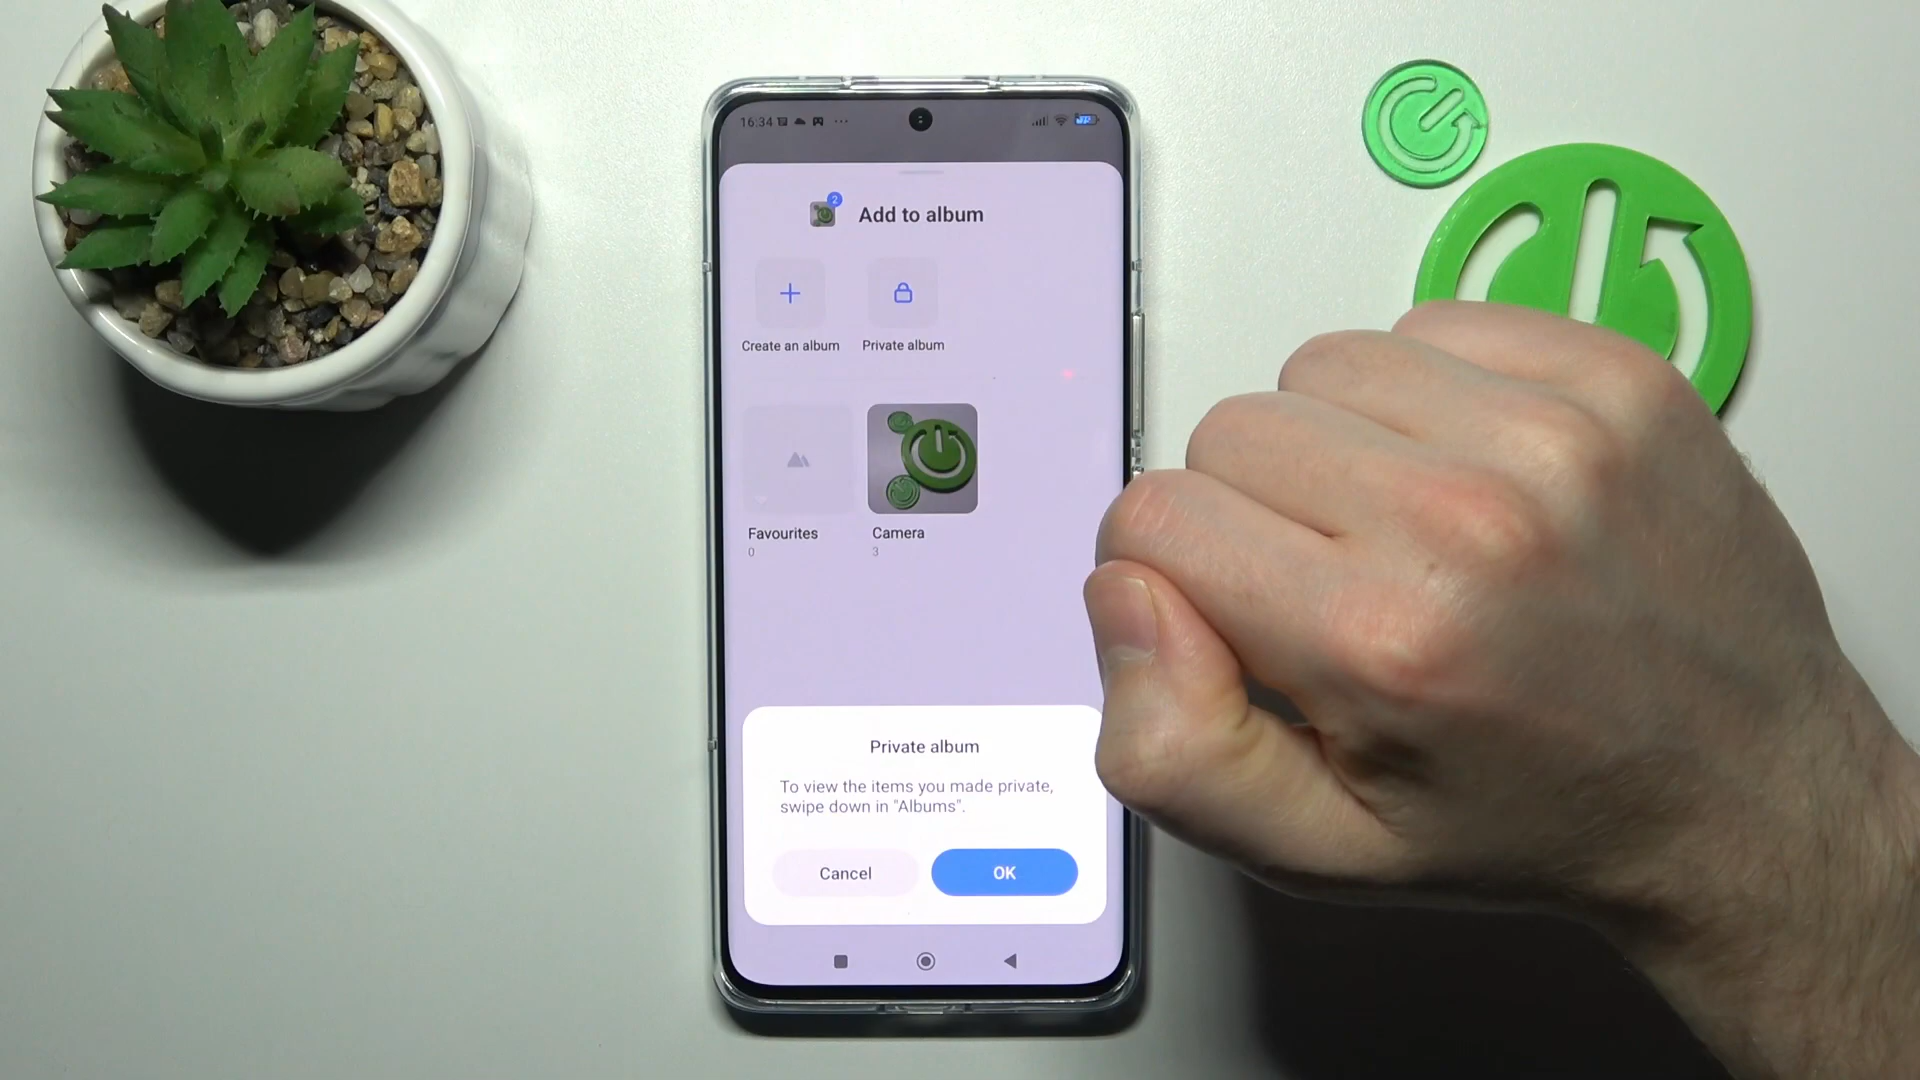 16:34
2
Add to album
Create an album
Private album
Favourites
0
Camera
3
Private album
To view the items you made private,
swipe down in "Albums".
Cancel
OK